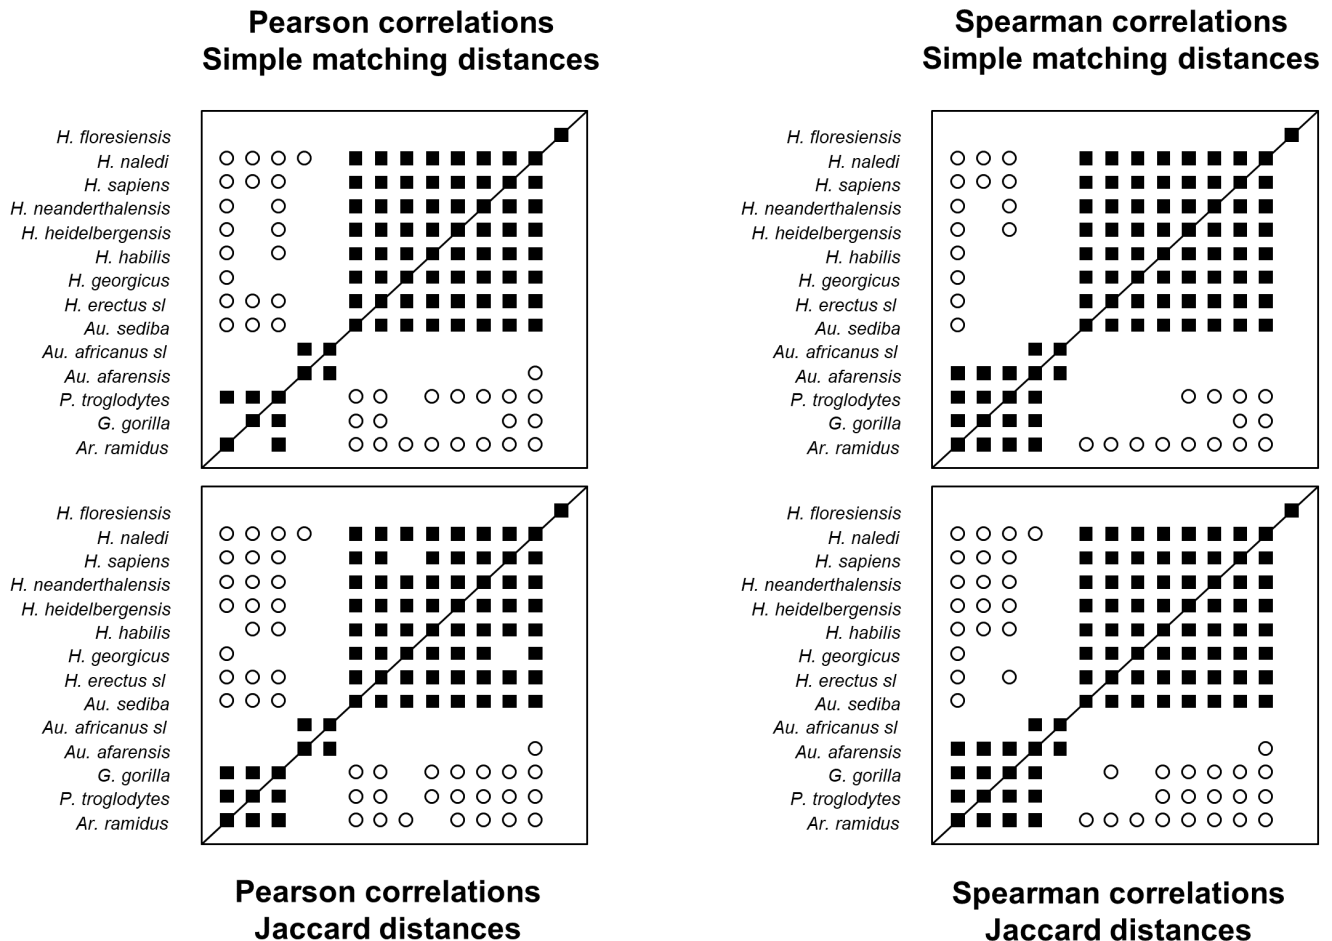 Pearson correlations
Simple matching distances
Spearman correlations
Simple matching distances
H. floresiensis
H. naledi
H. sapiens
H. neanderthalensis
H. heidelbergensis
H. habilis
H. georgicus
H. erectus sl
Au. sediba
Au. africanus sl
Au. afarensis
P. troglodytes
G. gorilla
Ar. ramidus
H. floresiensis
H. naledi
H. sapiens
H. neanderthalensis
H. heidelbergensis
H. habilis
H. georgicus
H. erectus sl
Au. sediba
Au. africanus sl
Au. afarensis
P. troglodytes
G. gorilla
Ar. ramidus
H. floresiensis
H. naledi
H. sapiens
H. neanderthalensis
H. heidelbergensis
H. habilis
H. georgicus
H. erectus sl
Au. sediba
Au. africanus sl
Au. afarensis
G. gorilla
P. troglodytes
Ar. ramidus
H. floresiensis
H. naledi
H. sapiens
H. neanderthalensis
H. heidelbergensis
H. habilis
H. georgicus
H. erectus sl
Au. sediba
Au. africanus sl
Au. afarensis
G. gorilla
P. troglodytes
Ar. ramidus
Pearson correlations
Jaccard distances
Spearman correlations
Jaccard distances